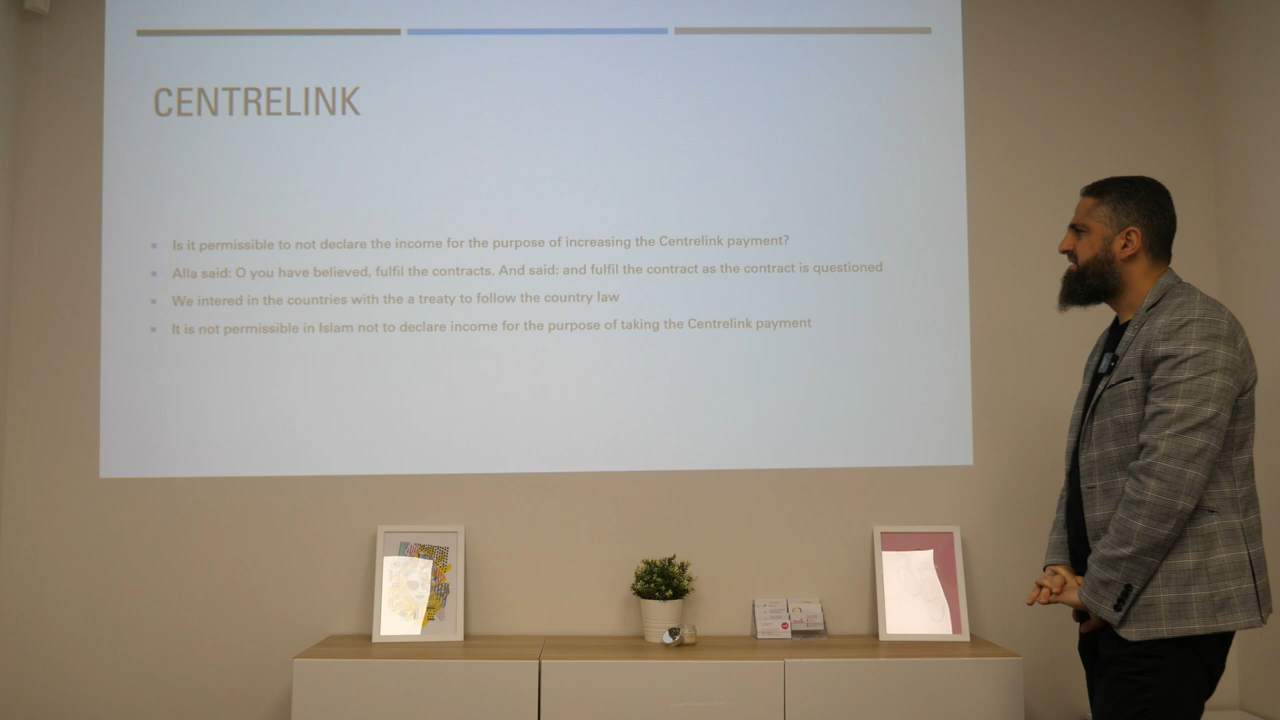 CENTRELINK
Is it permissible to not declare the income for the purpose of increasing the Centrelink payment?
Alla said: O you have believed, fulfil the contracts. And said: and fulfil the contract as the contract is questioned
We intered in the countries with the a treaty to follow the country law
It is not permissible in Islam not to declare income for the purpose of taking the Centrelink payment